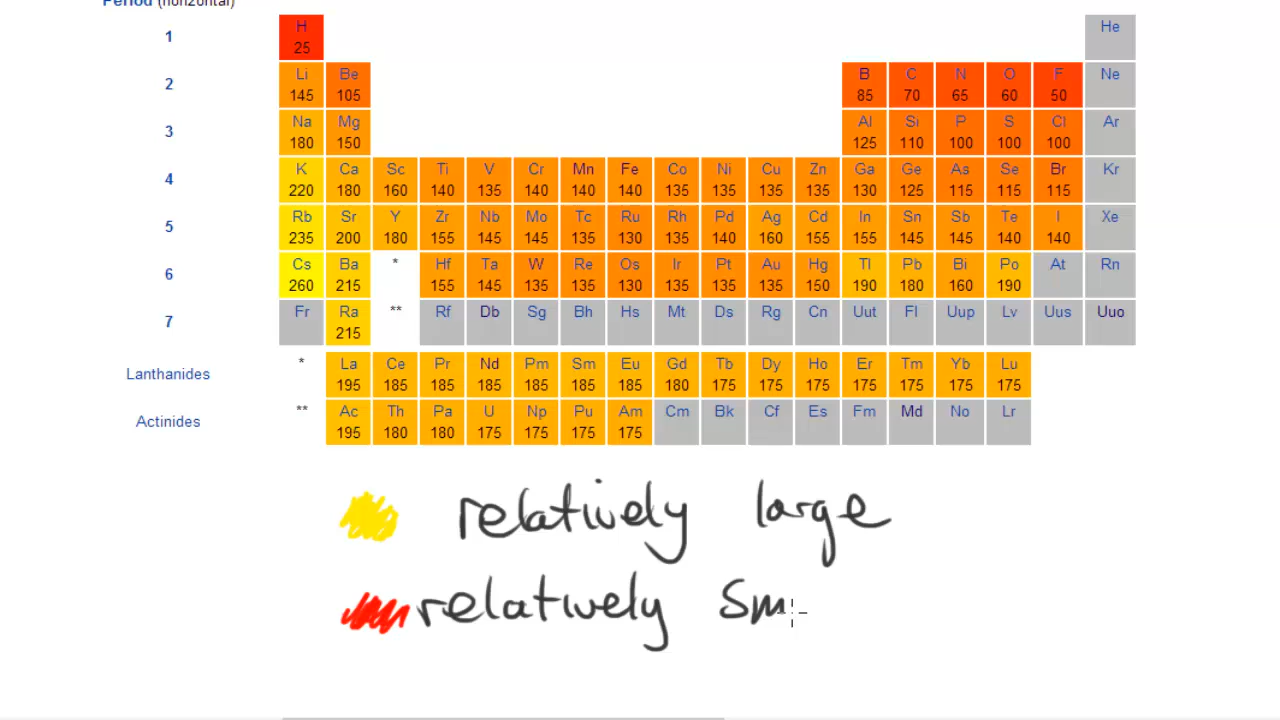 Period (horizontal)
1 H He
25
2 Li Be B C N O F Ne
145 105 85 70 65 60 50
3 Na Mg Al Si P S Cl Ar
180 150 125 110 100 100 100
4 K Ca Sc Ti V Cr Mn Fe Co Ni Cu Zn Ga Ge As Se Br Kr
220 180 160 140 135 140 140 140 135 135 135 135 130 125 115 115 115
5 Rb Sr Y Zr Nb Mo Tc Ru Rh Pd Ag Cd In Sn Sb Te I Xe
235 200 180 155 145 145 135 130 135 140 160 155 155 145 145 140 140
6 Cs Ba * Hf Ta W Re Os Ir Pt Au Hg Tl Pb Bi Po At Rn
260 215 155 145 135 135 130 135 135 135 150 190 180 160 190
7 Fr Ra ** Rf Db Sg Bh Hs Mt Ds Rg Cn Uut Fl Uup Lv Uus Uuo
215
Lanthanides * La Ce Pr Nd Pm Sm Eu Gd Tb Dy Ho Er Tm Yb Lu
195 185 185 185 185 185 185 180 175 175 175 175 175 175 175
Actinides ** Ac Th Pa U Np Pu Am Cm Bk Cf Es Fm Md No Lr
195 180 180 175 175 175 175
relatively large
relatively sm